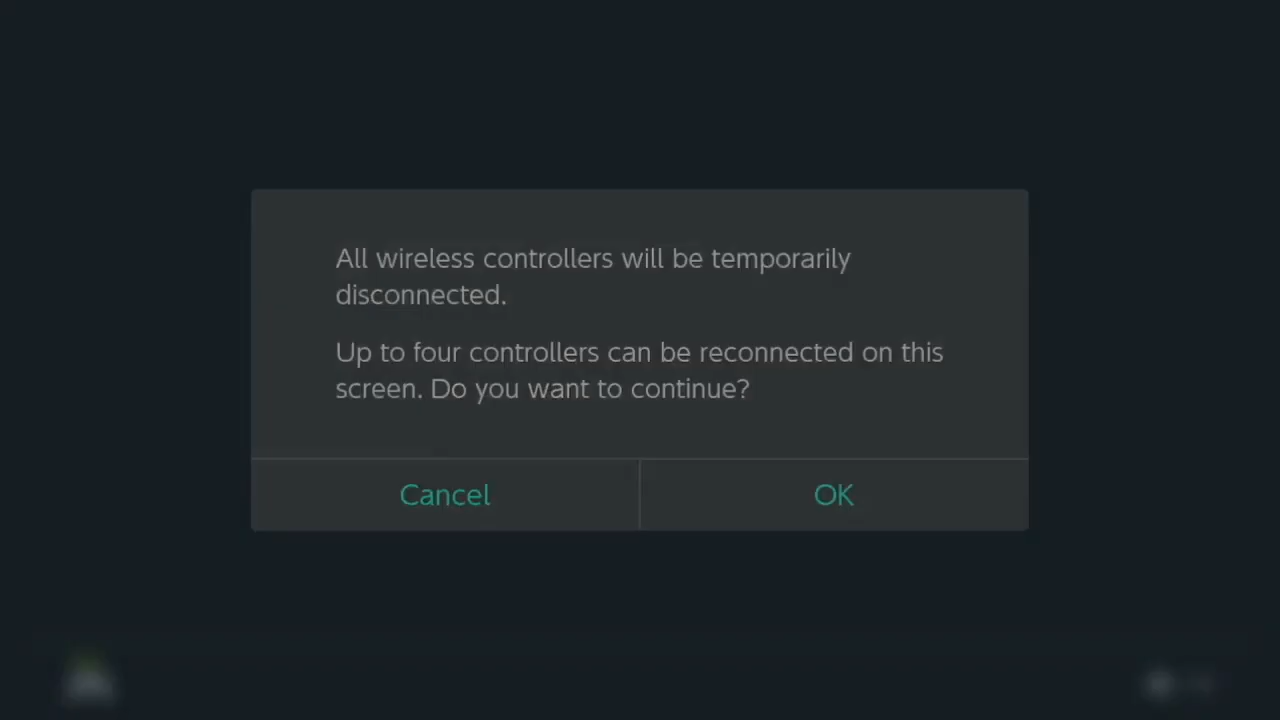 All wireless controllers will be temporarily
disconnected.
Up to four controllers can be reconnected on this
screen. Do you want to continue?
Cancel
OK